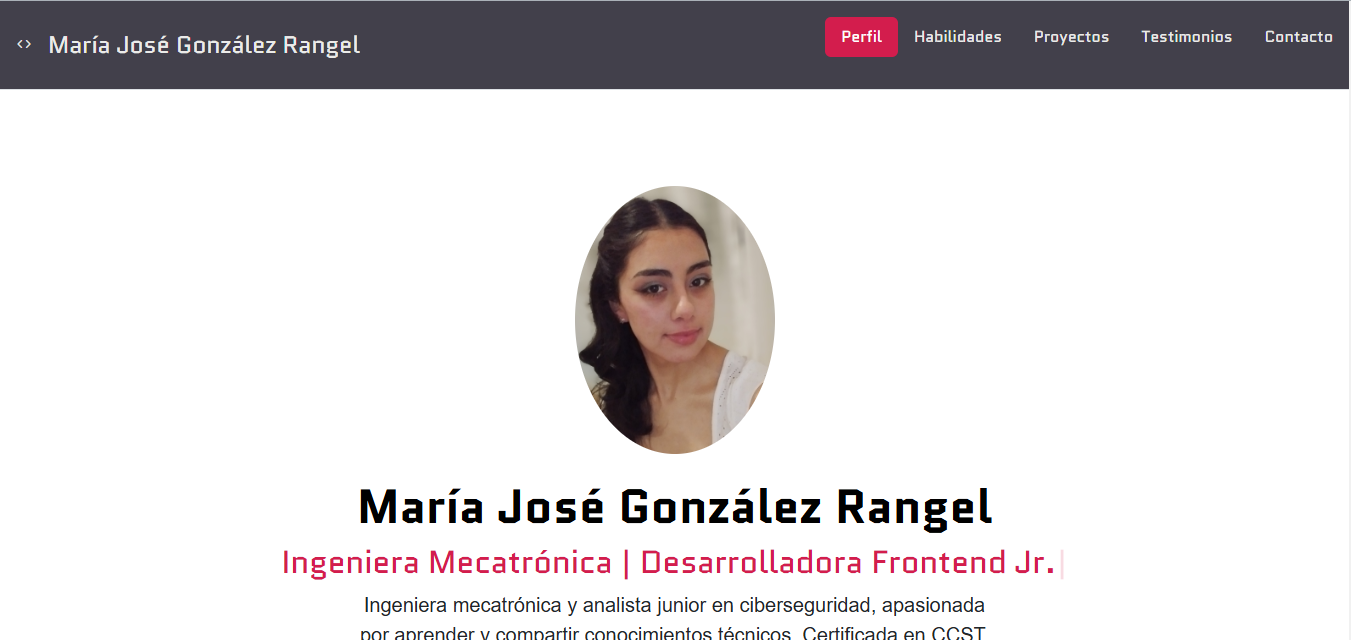 <> María José González Rangel
Perfil Habilidades Proyectos Testimonios Contacto
María José González Rangel
Ingeniera Mecatrónica | Desarrolladora Frontend Jr.|
Ingeniera mecatrónica y analista junior en ciberseguridad, apasionada
por aprender y compartir conocimientos técnicos. Certificada en CCST